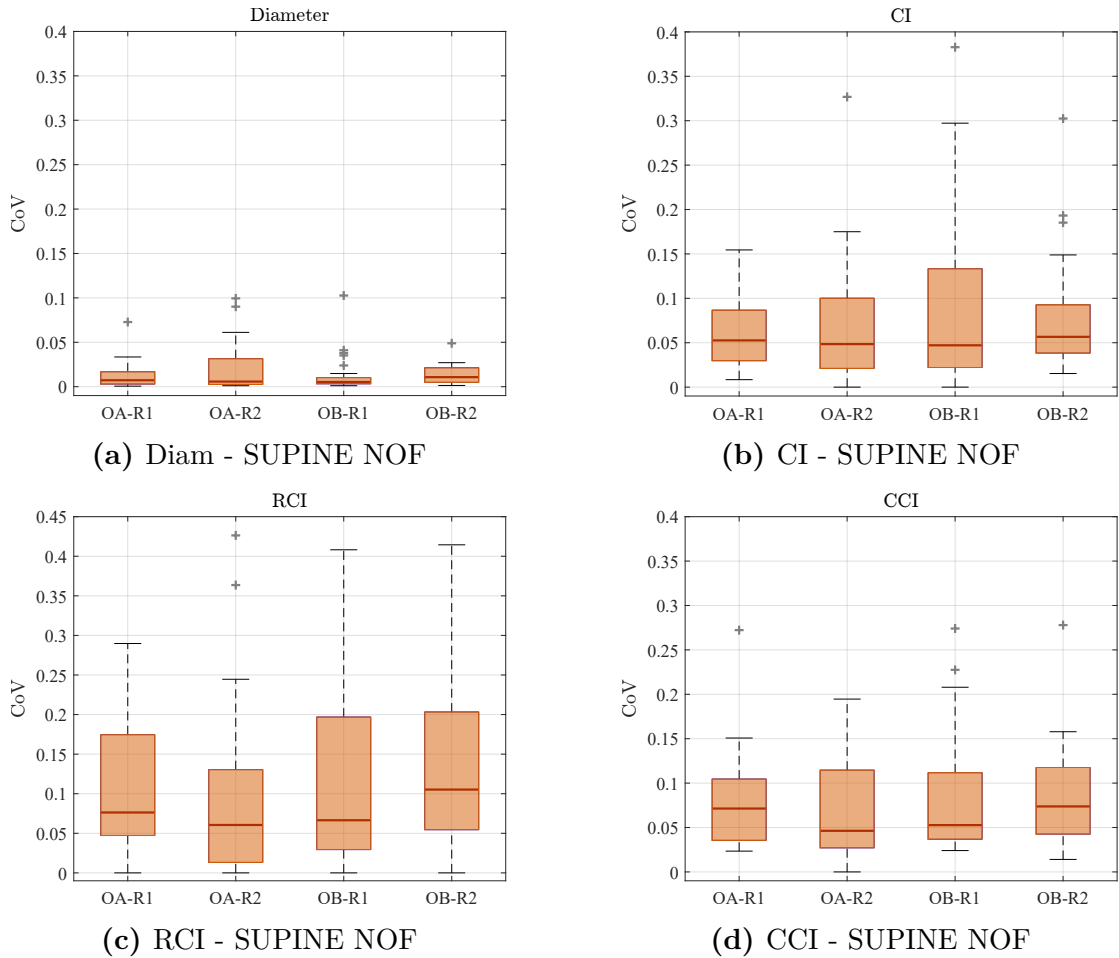 Diameter
0.4
0.35
0.3
0.25
0.2
0.15
0.1
0.05
0
CoV
OA-R1 OA-R2 OB-R1 OB-R2
(a) Diam - SUPINE NOF
CI
0.4
0.35
0.3
0.25
0.2
0.15
0.1
0.05
0
CoV
OA-R1 OA-R2 OB-R1 OB-R2
(b) CI - SUPINE NOF
RCI
0.45
0.4
0.35
0.3
0.25
0.2
0.15
0.1
0.05
0
CoV
OA-R1 OA-R2 OB-R1 OB-R2
(c) RCI - SUPINE NOF
CCI
0.4
0.35
0.3
0.25
0.2
0.15
0.1
0.05
0
CoV
OA-R1 OA-R2 OB-R1 OB-R2
(d) CCI - SUPINE NOF